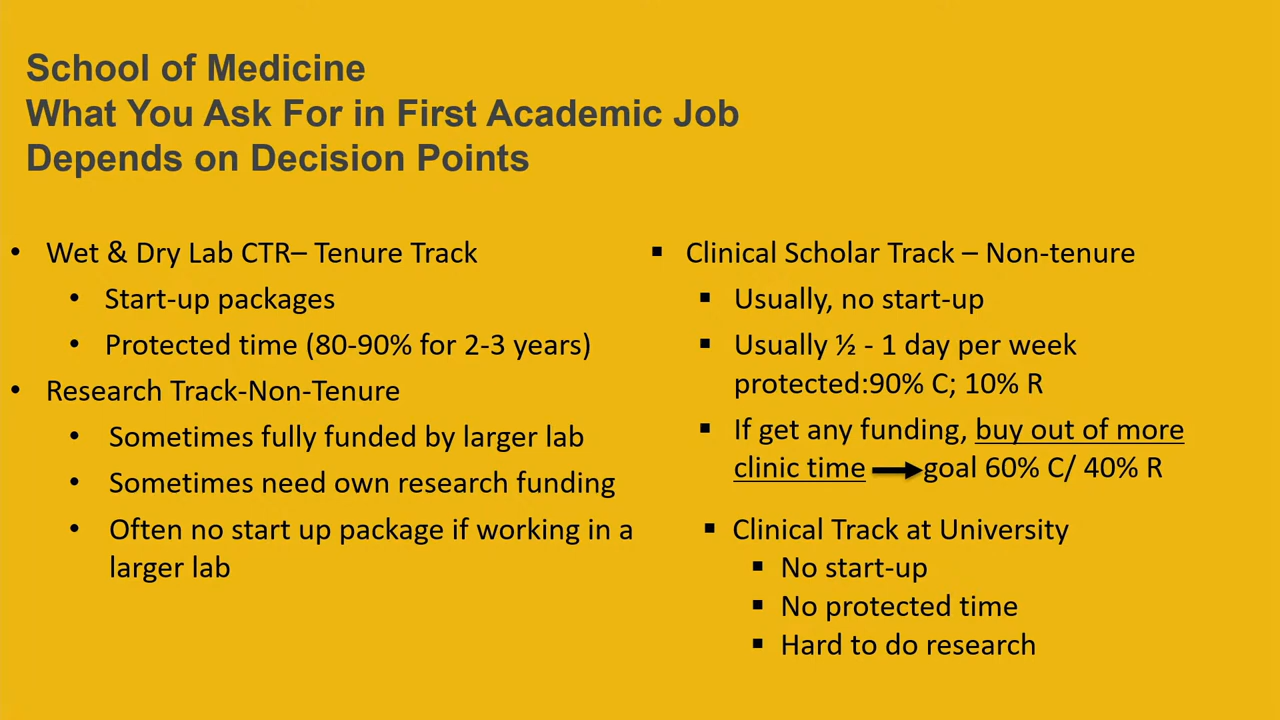 School of Medicine
What You Ask For in First Academic Job
Depends on Decision Points
• Wet & Dry Lab CTR– Tenure Track
• Start-up packages
• Protected time (80-90% for 2-3 years)
• Research Track-Non-Tenure
• Sometimes fully funded by larger lab
• Sometimes need own research funding
• Often no start up package if working in a
larger lab
▪ Clinical Scholar Track – Non-tenure
▪ Usually, no start-up
▪ Usually ½ - 1 day per week
protected:90% C; 10% R
▪ If get any funding, buy out of more
clinic time → goal 60% C/ 40% R
▪ Clinical Track at University
▪ No start-up
▪ No protected time
▪ Hard to do research